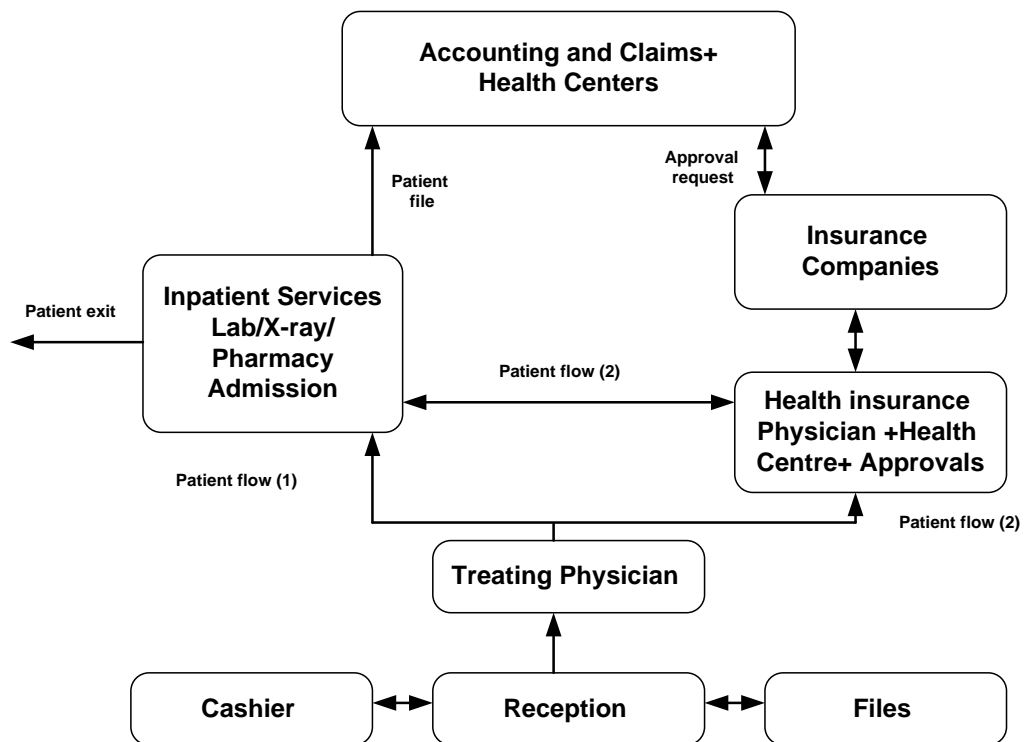 Accounting and Claims+
Health Centers
Approval
request
Patient
file
Insurance
Companies
Inpatient Services
Lab/X-ray/
Pharmacy
Admission
Patient exit
Patient flow (2)
Health insurance
Physician +Health
Centre+ Approvals
Patient flow (1)
Patient flow (2)
Treating Physician
Cashier
Reception
Files